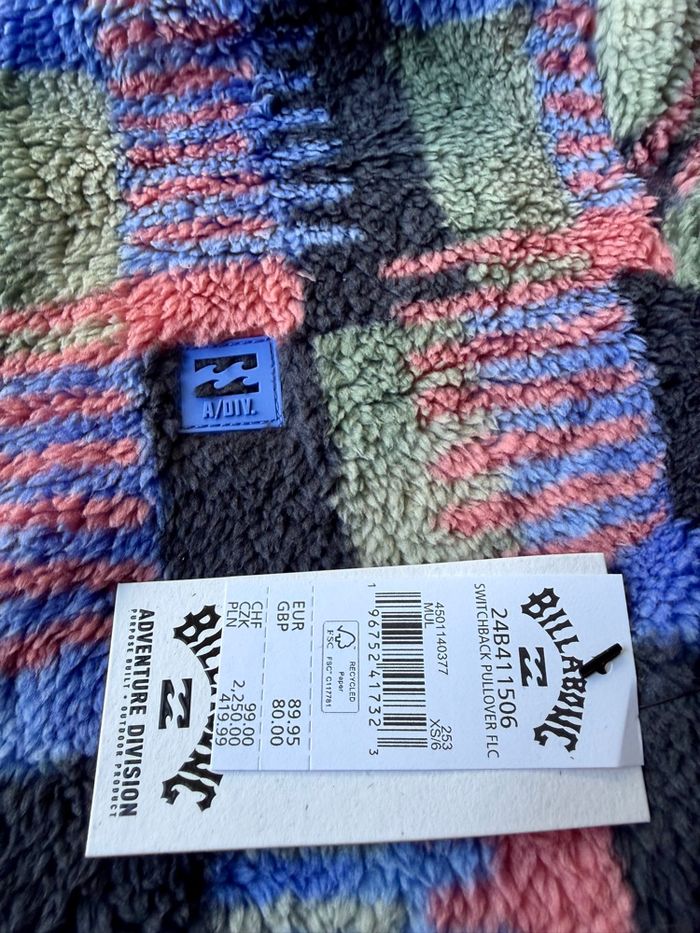 A/DIV.
BILLABONG
24B411506
SWITCHBACK PULLOVER FLC
4501140377 253
MUL XS/6
1 96752 41732 3
FSC
RECYCLED
Paper
FSC® C117781
EUR 89.95
GBP 80.00
CHF 99.00
CZK 2,290.00
PLN 419.99
BILLABONG
ADVENTURE DIVISION
PURPOSE BUILT • OUTDOOR PRODUCT